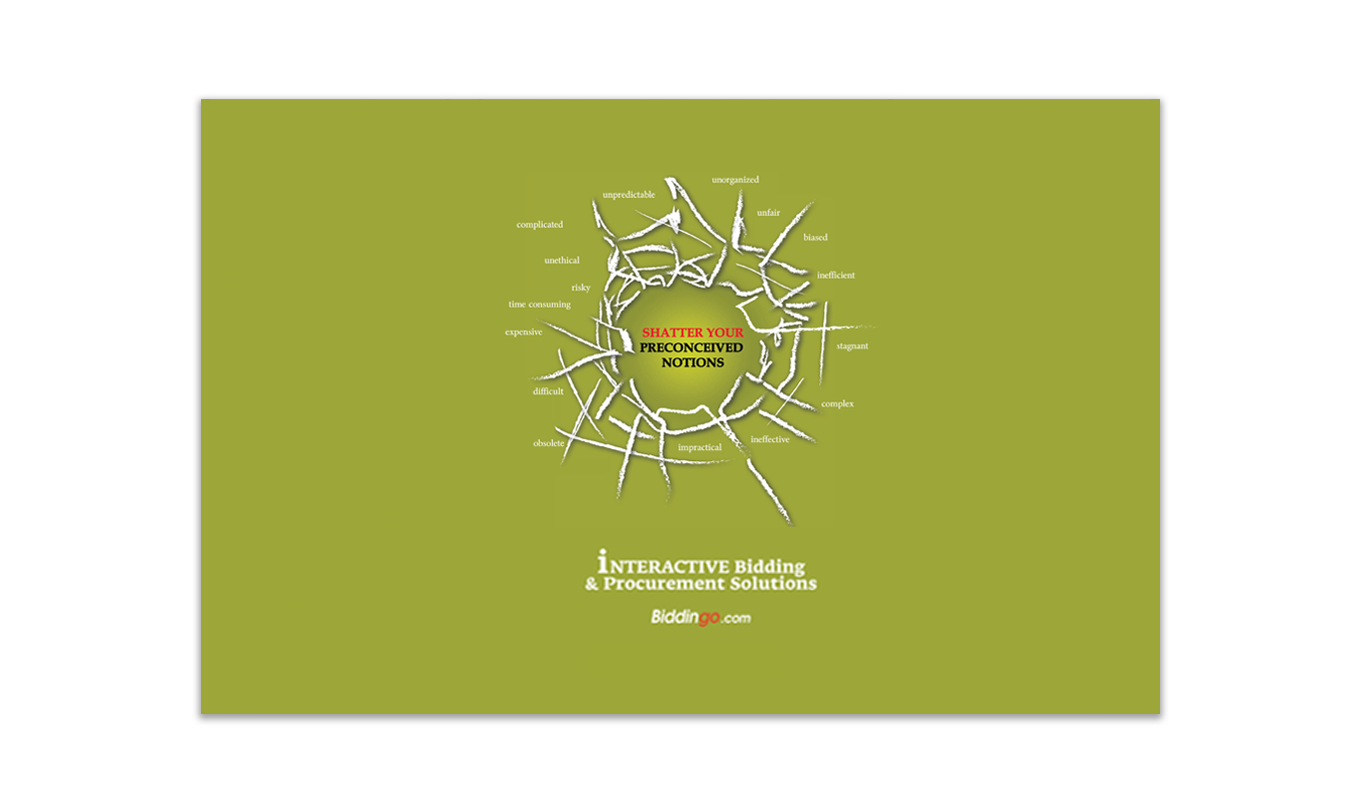 unorganized
unpredictable
unfair
complicated
biased
unethical
inefficient
risky
time consuming
expensive
SHATTER YOUR
PRECONCEIVED
NOTIONS
stagnant
difficult
complex
obsolete
ineffective
impractical
iNTERACTIVE Bidding
& Procurement Solutions
Biddingo.com